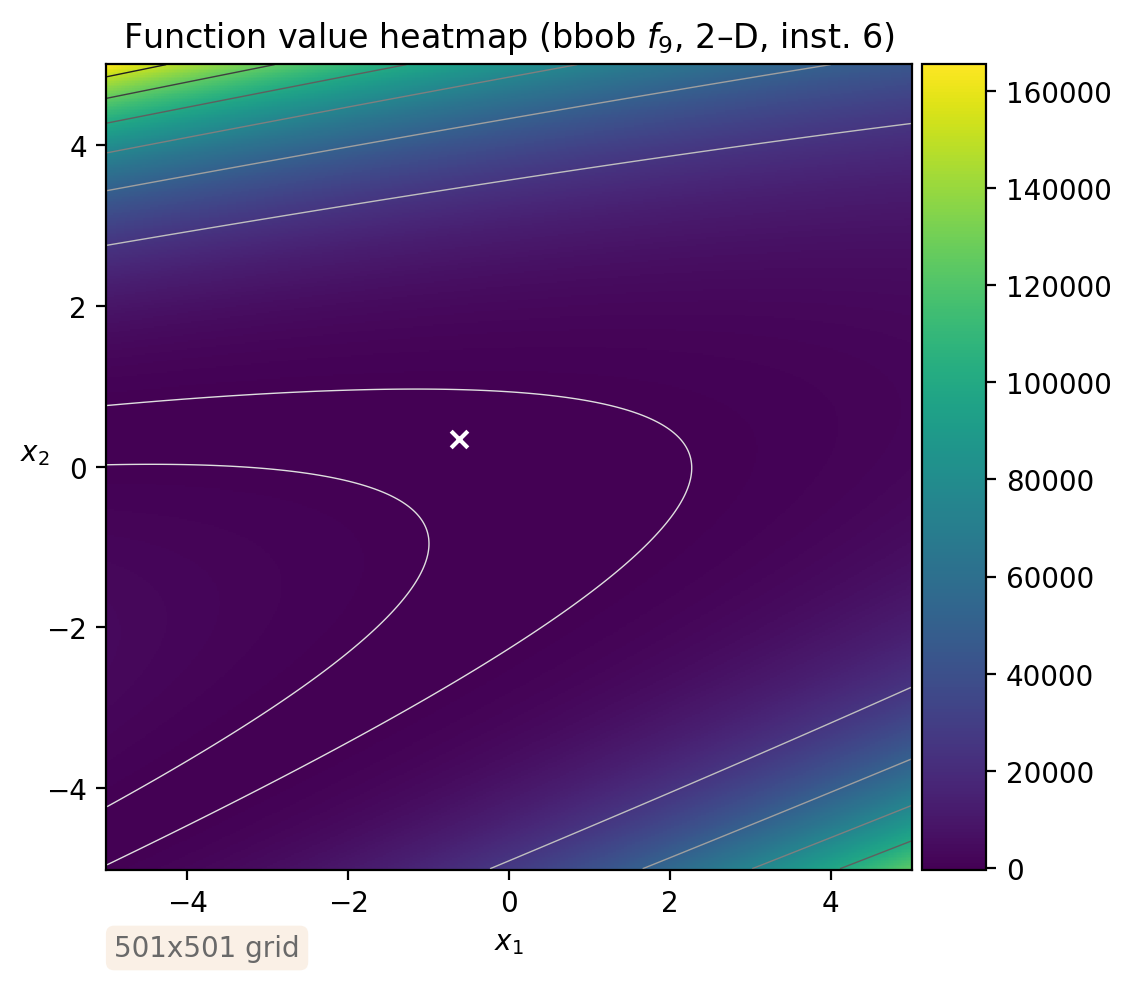 Function value heatmap (bbob f₉, 2–D, inst. 6)
160000
140000
120000
100000
80000
60000
40000
20000
0
4
2
0
−2
−4
x₂
−4 −2 0 2 4
x₁
501x501 grid